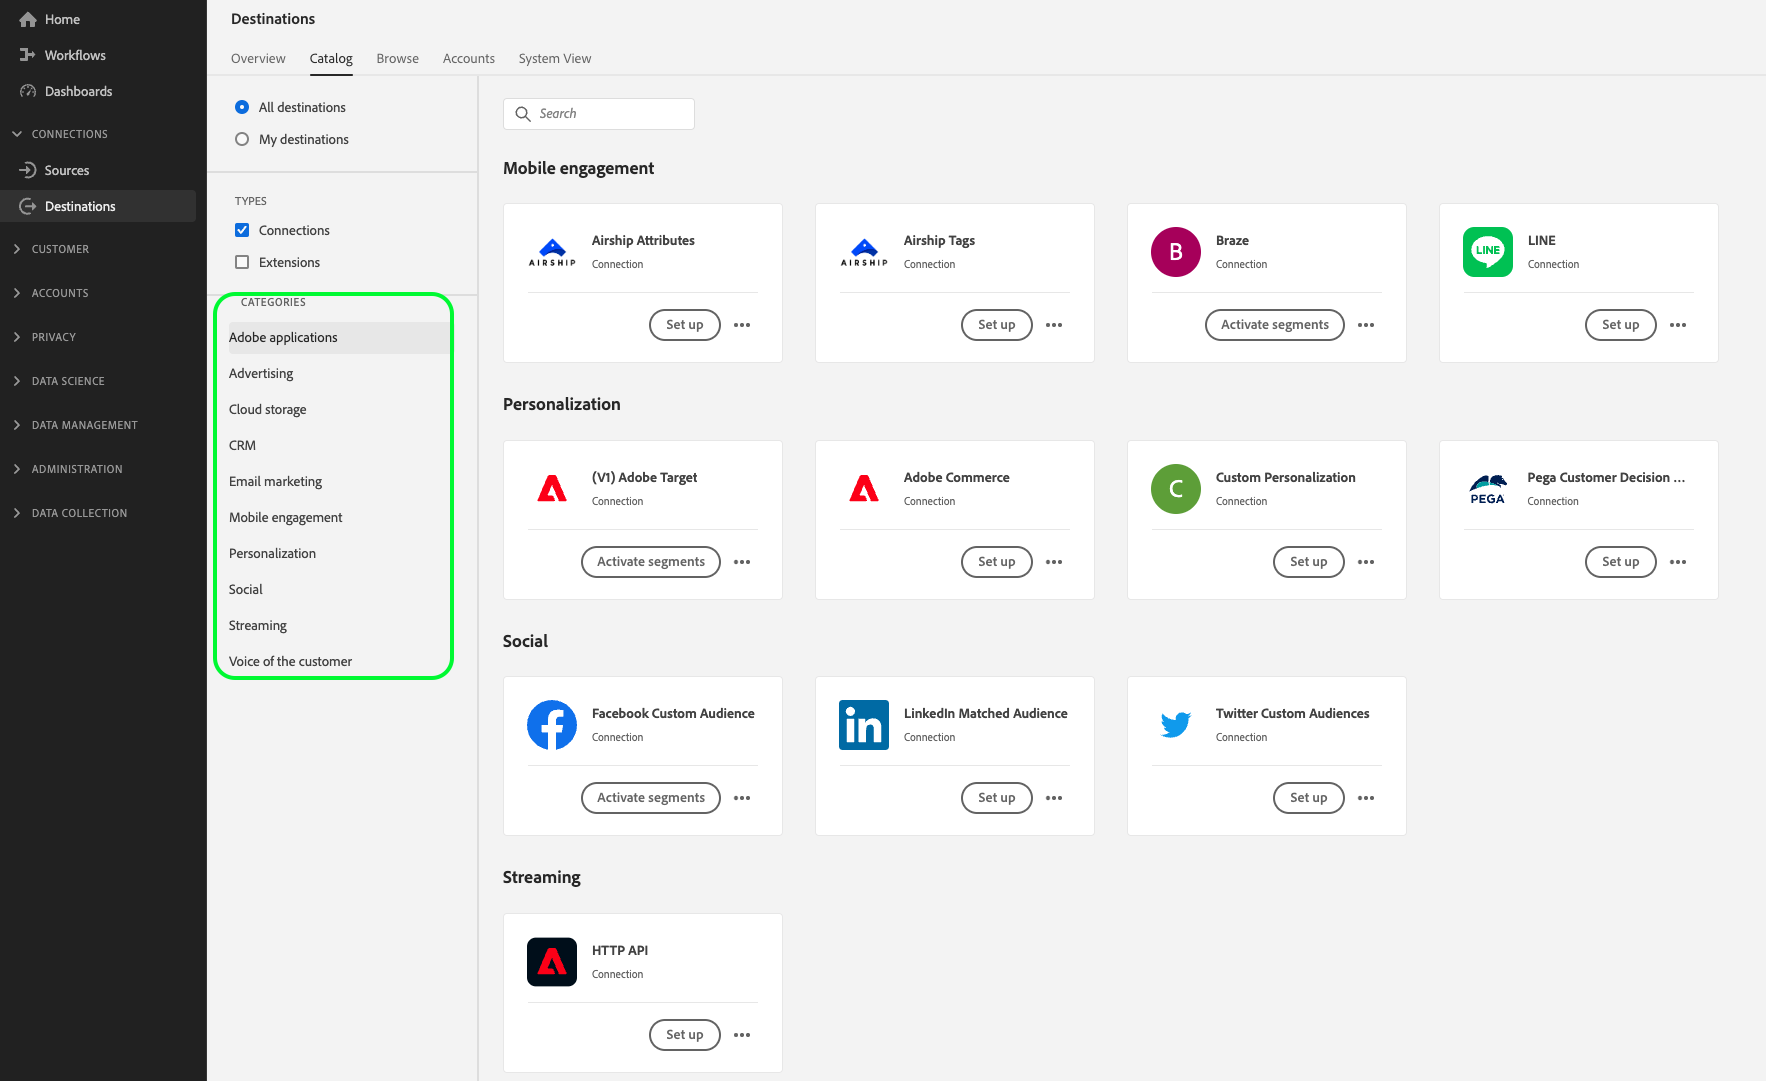 Home
Workflows
Dashboards
CONNECTIONS
Sources
Destinations
CUSTOMER
ACCOUNTS
PRIVACY
DATA SCIENCE
DATA MANAGEMENT
ADMINISTRATION
DATA COLLECTION
Destinations
Overview Catalog Browse Accounts System View
All destinations
My destinations
TYPES
Connections
Extensions
CATEGORIES
Adobe applications
Advertising
Cloud storage
CRM
Email marketing
Mobile engagement
Personalization
Social
Streaming
Voice of the customer
Search
Mobile engagement
AIRSHIP
Airship Attributes
Connection
Set up
AIRSHIP
Airship Tags
Connection
Set up
B
Braze
Connection
Activate segments
LINE
LINE
Connection
Set up
Personalization
(V1) Adobe Target
Connection
Activate segments
Adobe Commerce
Connection
Set up
C
Custom Personalization
Connection
Set up
PEGA
Pega Customer Decision ...
Connection
Set up
Social
Facebook Custom Audience
Connection
Activate segments
in
LinkedIn Matched Audience
Connection
Set up
Twitter Custom Audiences
Connection
Set up
Streaming
HTTP API
Connection
Set up